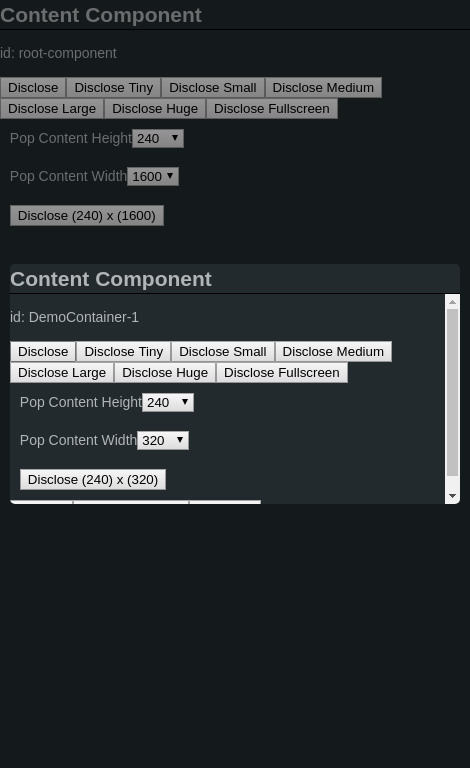 Content Component
id: root-component
Disclose Disclose Tiny Disclose Small Disclose Medium
Disclose Large Disclose Huge Disclose Fullscreen
Pop Content Height 240
Pop Content Width 1600
Disclose (240) x (1600)
Content Component
id: DemoContainer-1
Disclose Disclose Tiny Disclose Small Disclose Medium
Disclose Large Disclose Huge Disclose Fullscreen
Pop Content Height 240
Pop Content Width 320
Disclose (240) x (320)